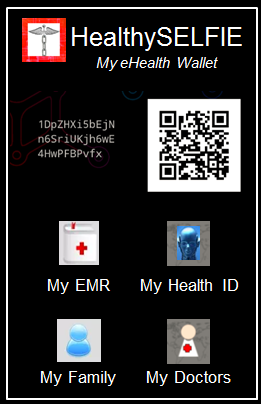 HealthySELFIE
My eHealth Wallet
1DpZHXi5bEjN
n6SriUKjh6wE
4HwPFBPvfx
My EMR
My Health ID
My Family
My Doctors